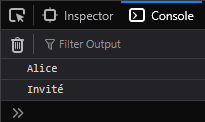 Inspector
Console
Filter Output
Alice
Invité